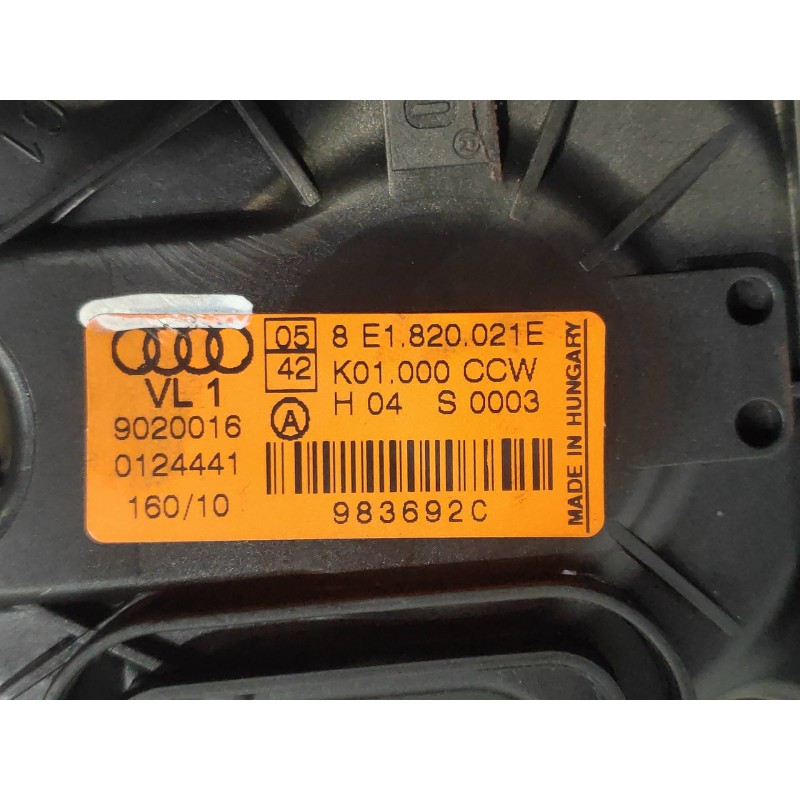 ®
05 8 E1.820.021E
42 K01.000 CCW
VL 1
A H 04 S 0003
9020016
0124441
160/10
983692C
MADE IN HUNGARY